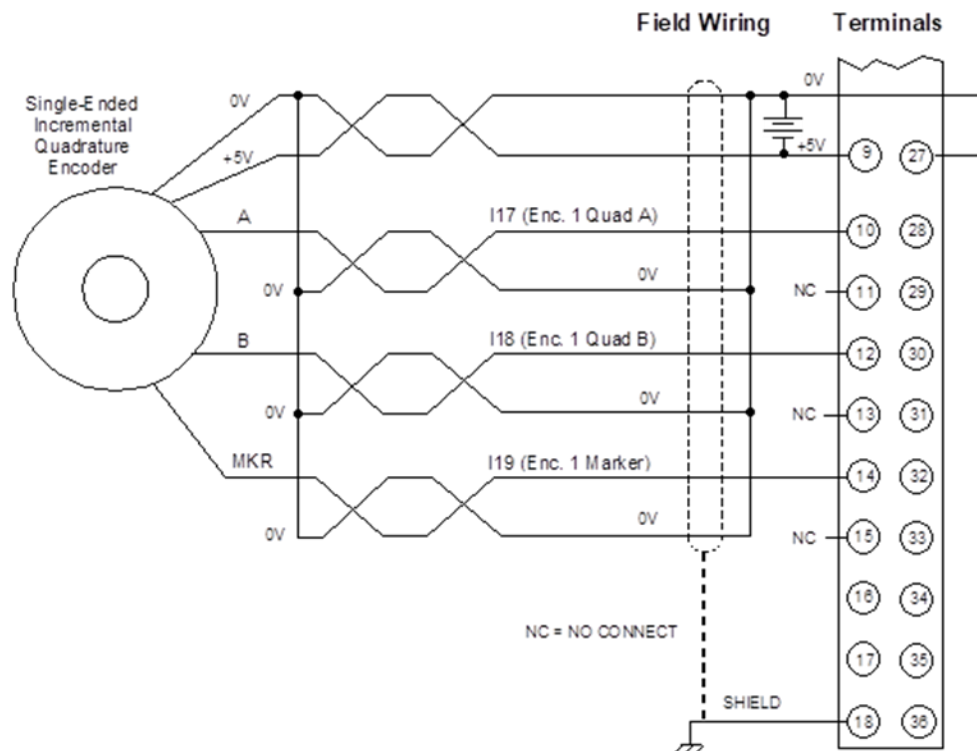 Field Wiring
Terminals
Single-Ended
Incremental
Quadrature
Encoder
0V
0V
+5V
+5V
9 27
A
I17 (Enc. 1 Quad A)
10 28
0V
0V
NC
11 29
B
I18 (Enc. 1 Quad B)
12 30
0V
0V
NC
13 31
MKR
I19 (Enc. 1 Marker)
14 32
0V
0V
NC
15 33
16 34
NC = NO CONNECT
17 35
SHIELD
18 36